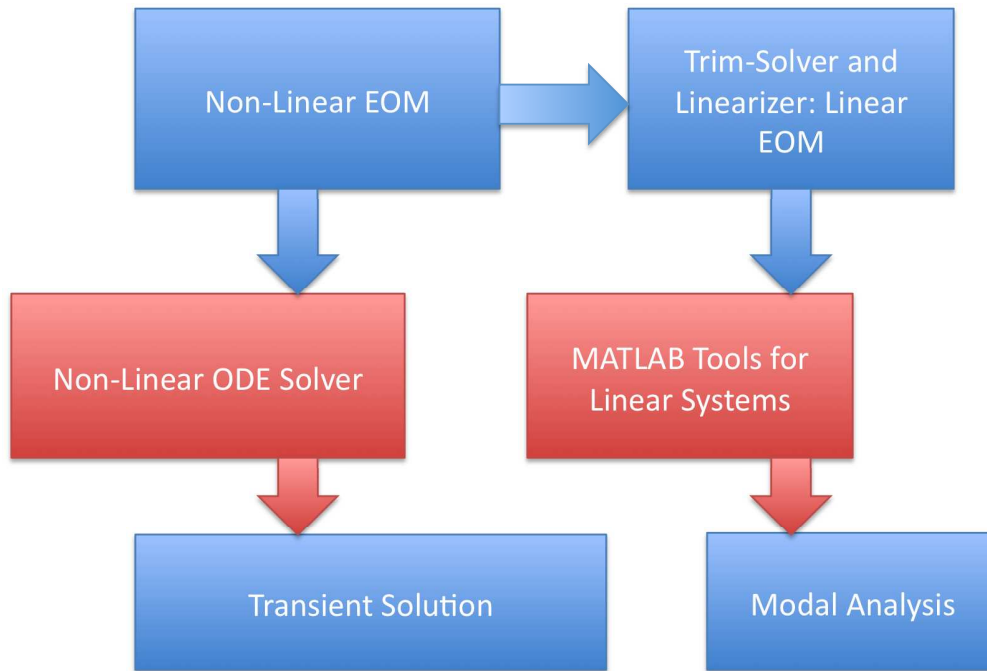 Non-Linear EOM
Trim-Solver and
Linearizer: Linear
EOM
Non-Linear ODE Solver
MATLAB Tools for
Linear Systems
Transient Solution
Modal Analysis